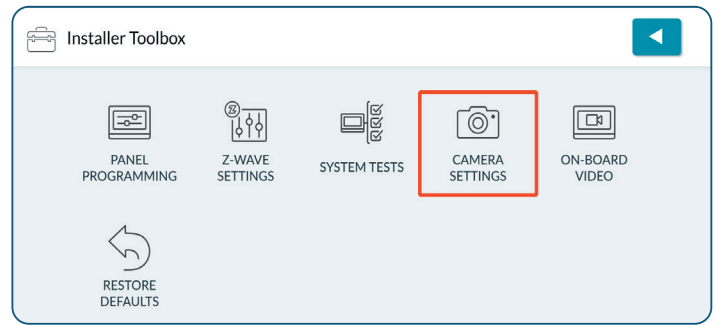 Installer Toolbox
PANEL
PROGRAMMING
Z-WAVE
SETTINGS
SYSTEM TESTS
CAMERA
SETTINGS
ON-BOARD
VIDEO
RESTORE
DEFAULTS